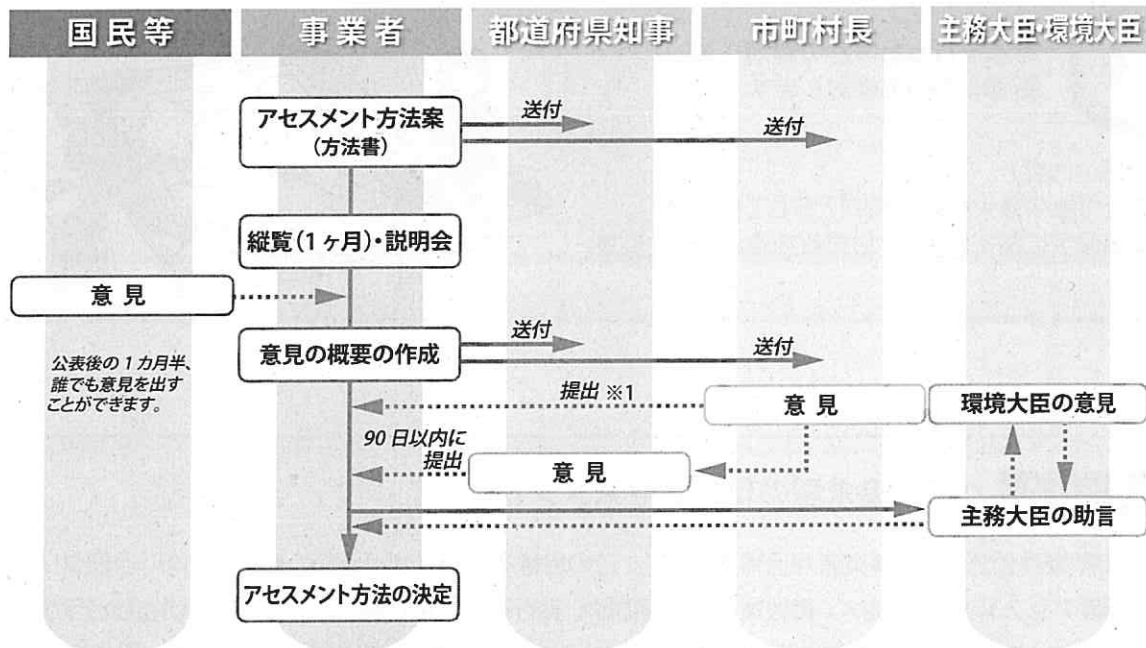 国民等
事業者
都道府県知事
市町村長
主務大臣・環境大臣
アセスメント方法案
(方法書)
送付
送付
縦覧(1ヶ月)・説明会
意見
公表後の1カ月半、
誰でも意見を出す
ことができます。
意見の概要の作成
送付
送付
提出 ※1
意見
環境大臣の意見
90日以内に
提出
意見
主務大臣の助言
アセスメント方法の決定